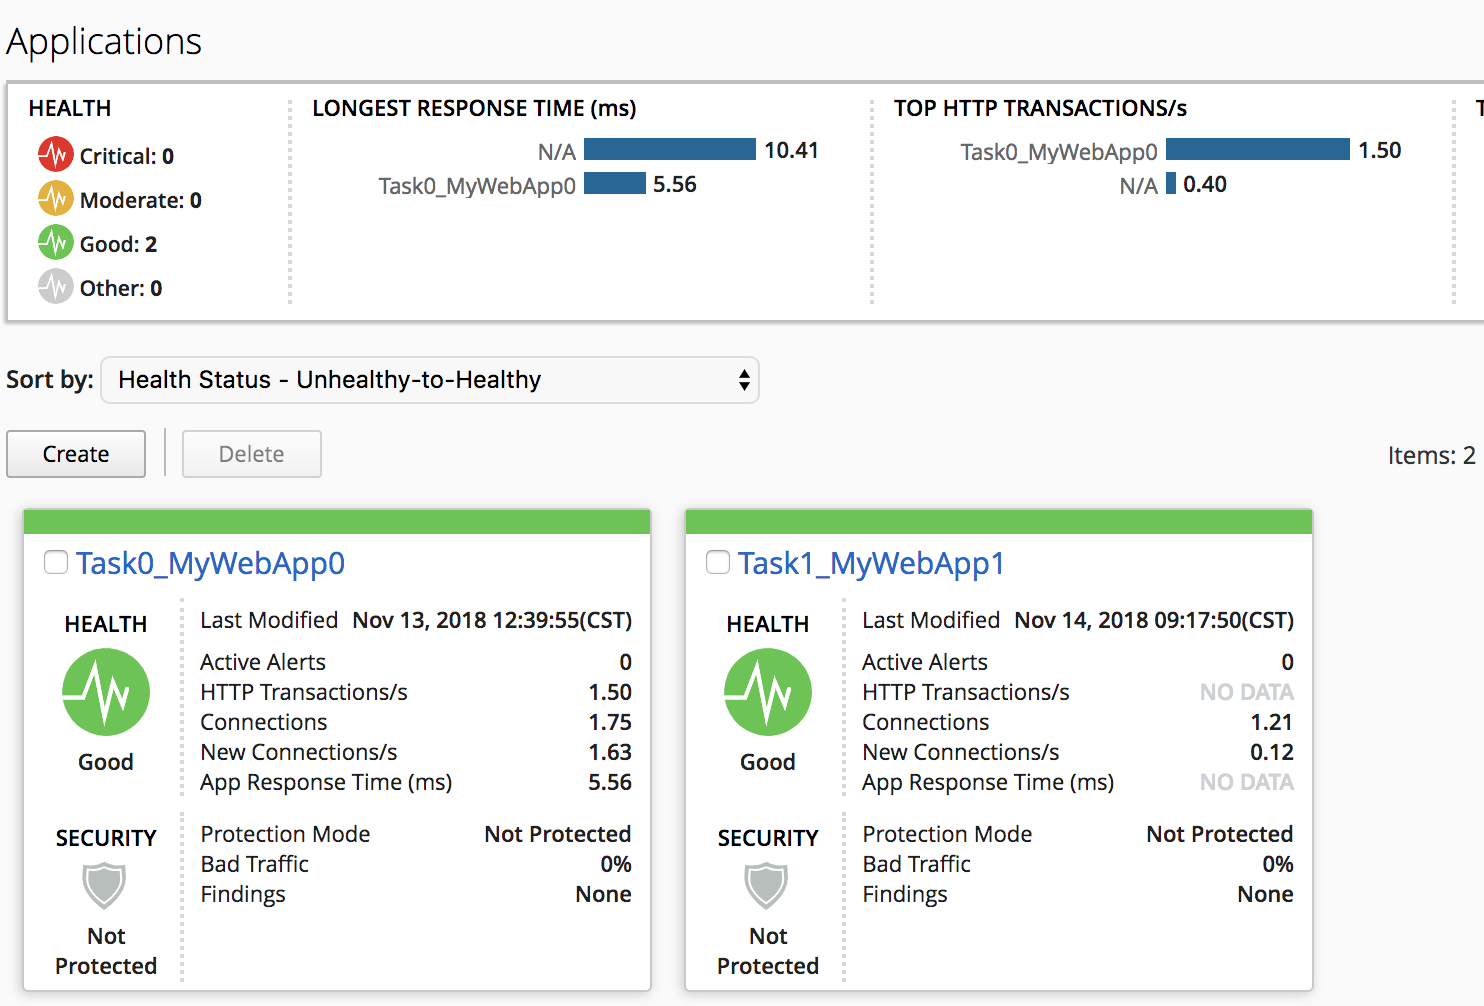 Applications
HEALTH
Critical: 0
Moderate: 0
Good: 2
Other: 0
LONGEST RESPONSE TIME (ms)
N/A 10.41
Task0_MyWebApp0 5.56
TOP HTTP TRANSACTIONS/s
Task0_MyWebApp0 1.50
N/A 0.40
T
Sort by: Health Status - Unhealthy-to-Healthy
Create Delete Items: 2
Task0_MyWebApp0
HEALTH
Good
Last Modified Nov 13, 2018 12:39:55(CST)
Active Alerts 0
HTTP Transactions/s 1.50
Connections 1.75
New Connections/s 1.63
App Response Time (ms) 5.56
SECURITY
Not
Protected
Protection Mode Not Protected
Bad Traffic 0%
Findings None
Task1_MyWebApp1
HEALTH
Good
Last Modified Nov 14, 2018 09:17:50(CST)
Active Alerts 0
HTTP Transactions/s NO DATA
Connections 1.21
New Connections/s 0.12
App Response Time (ms) NO DATA
SECURITY
Not
Protected
Protection Mode Not Protected
Bad Traffic 0%
Findings None